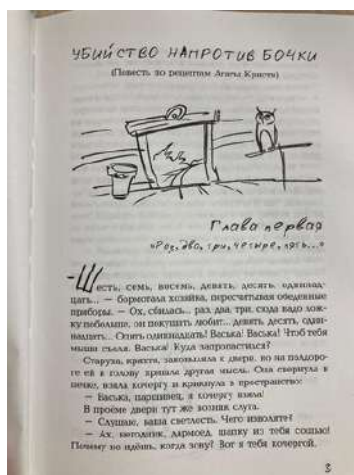 УБИЙСТВО НАПРОТИВ БОЧКИ
(Повесть по рецептам Агаты Кристи)
Глава первая
«Раз, два, три, четыре, пять...»
-Шесть, семь, восемь, девять, десять, одиннад-
цать... — бормотала хозяйка, пересчитывая обеденные
приборы. — Ох, сбилась... раз, два, три, сюда надо лож-
ку побольше, он покушать любит... девять, десять, один-
надцать... Опять одиннадцать! Васька! Васька! Чтоб тебя
мыши съели. Васька! Куда запропастился?
Старуха, кряхтя, заковыляла к двери, но на полдоро-
ге ей в голову пришла другая мысль. Она свернула к
печке, взяла кочергу и крикнула в пространство:
— Васька, паршивец, я кочергу взяла!
В проёме двери тут же возник слуга.
— Слушаю, ваша светлость. Чего изволите?
— Ах, негодник, дармоед, шапку из тебя сошью!
Почему не идёшь, когда зову? Вот я тебя кочергой.
3